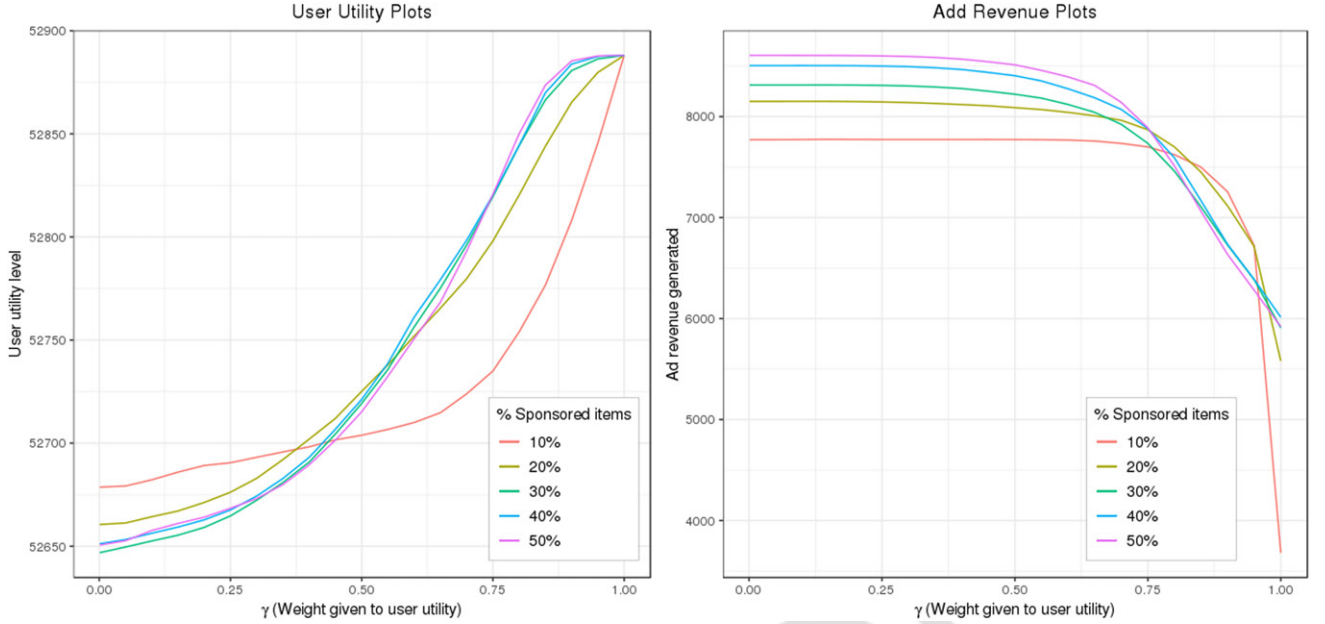 User Utility Plots
52900
52850
52800
52750
52700
52650
User utility level
0.00 0.25 0.50 0.75 1.00
γ (Weight given to user utility)
% Sponsored items
10%
20%
30%
40%
50%
Add Revenue Plots
8000
7000
6000
5000
4000
Ad revenue generated
0.00 0.25 0.50 0.75 1.00
γ (Weight given to user utility)
% Sponsored items
10%
20%
30%
40%
50%